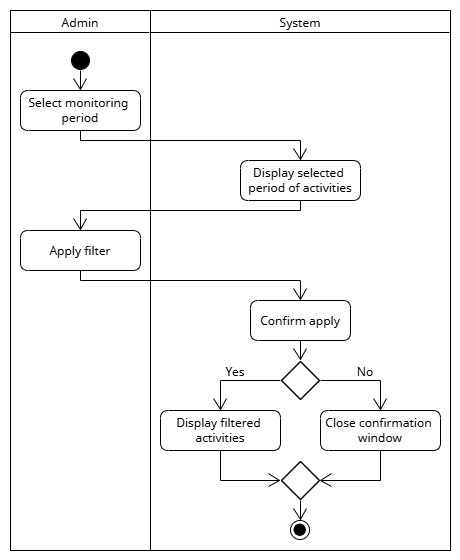 Admin
System
Select monitoring
period
Display selected
period of activities
Apply filter
Confirm apply
Yes
No
Display filtered
activities
Close confirmation
window